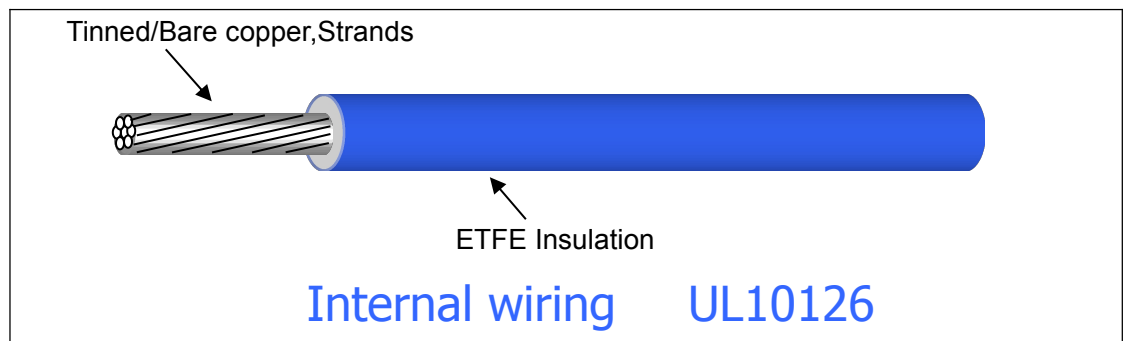 Tinned/Bare copper,Strands
ETFE Insulation
Internal wiring UL10126